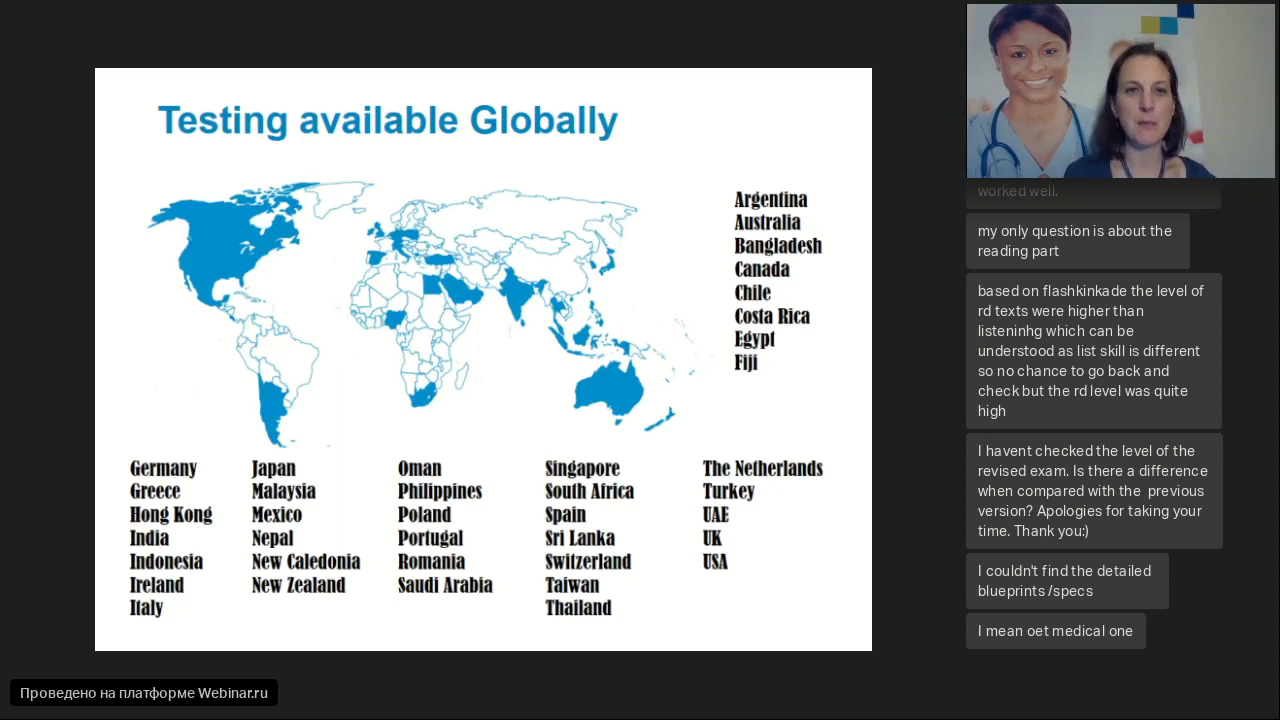 Testing available Globally
Argentina
Australia
Bangladesh
Canada
Chile
Costa Rica
Egypt
Fiji
Germany
Greece
Hong Kong
India
Indonesia
Ireland
Italy
Japan
Malaysia
Mexico
Nepal
New Caledonia
New Zealand
Oman
Philippines
Poland
Portugal
Romania
Saudi Arabia
Singapore
South Africa
Spain
Sri Lanka
Switzerland
Taiwan
Thailand
The Netherlands
Turkey
UAE
UK
USA
worked well.
my only question is about the
reading part
based on flashkinkade the level of
rd texts were higher than
listeninhg which can be
understood as list skill is different
so no chance to go back and
check but the rd level was quite
high
I havent checked the level of the
revised exam. Is there a difference
when compared with the previous
version? Apologies for taking your
time. Thank you:)
I couldn't find the detailed
blueprints /specs
I mean oet medical one
Проведено на платформе Webinar.ru